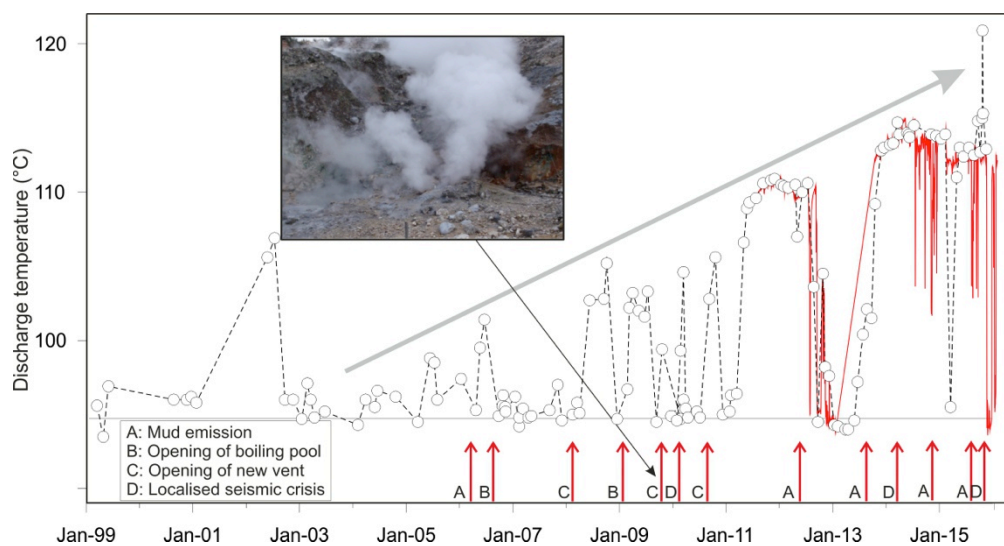 120
110
100
Discharge temperature (°C)
A: Mud emission
B: Opening of boiling pool
C: Opening of new vent
D: Localised seismic crisis
A B C B C D C A A D A A D
Jan-99 Jan-01 Jan-03 Jan-05 Jan-07 Jan-09 Jan-11 Jan-13 Jan-15